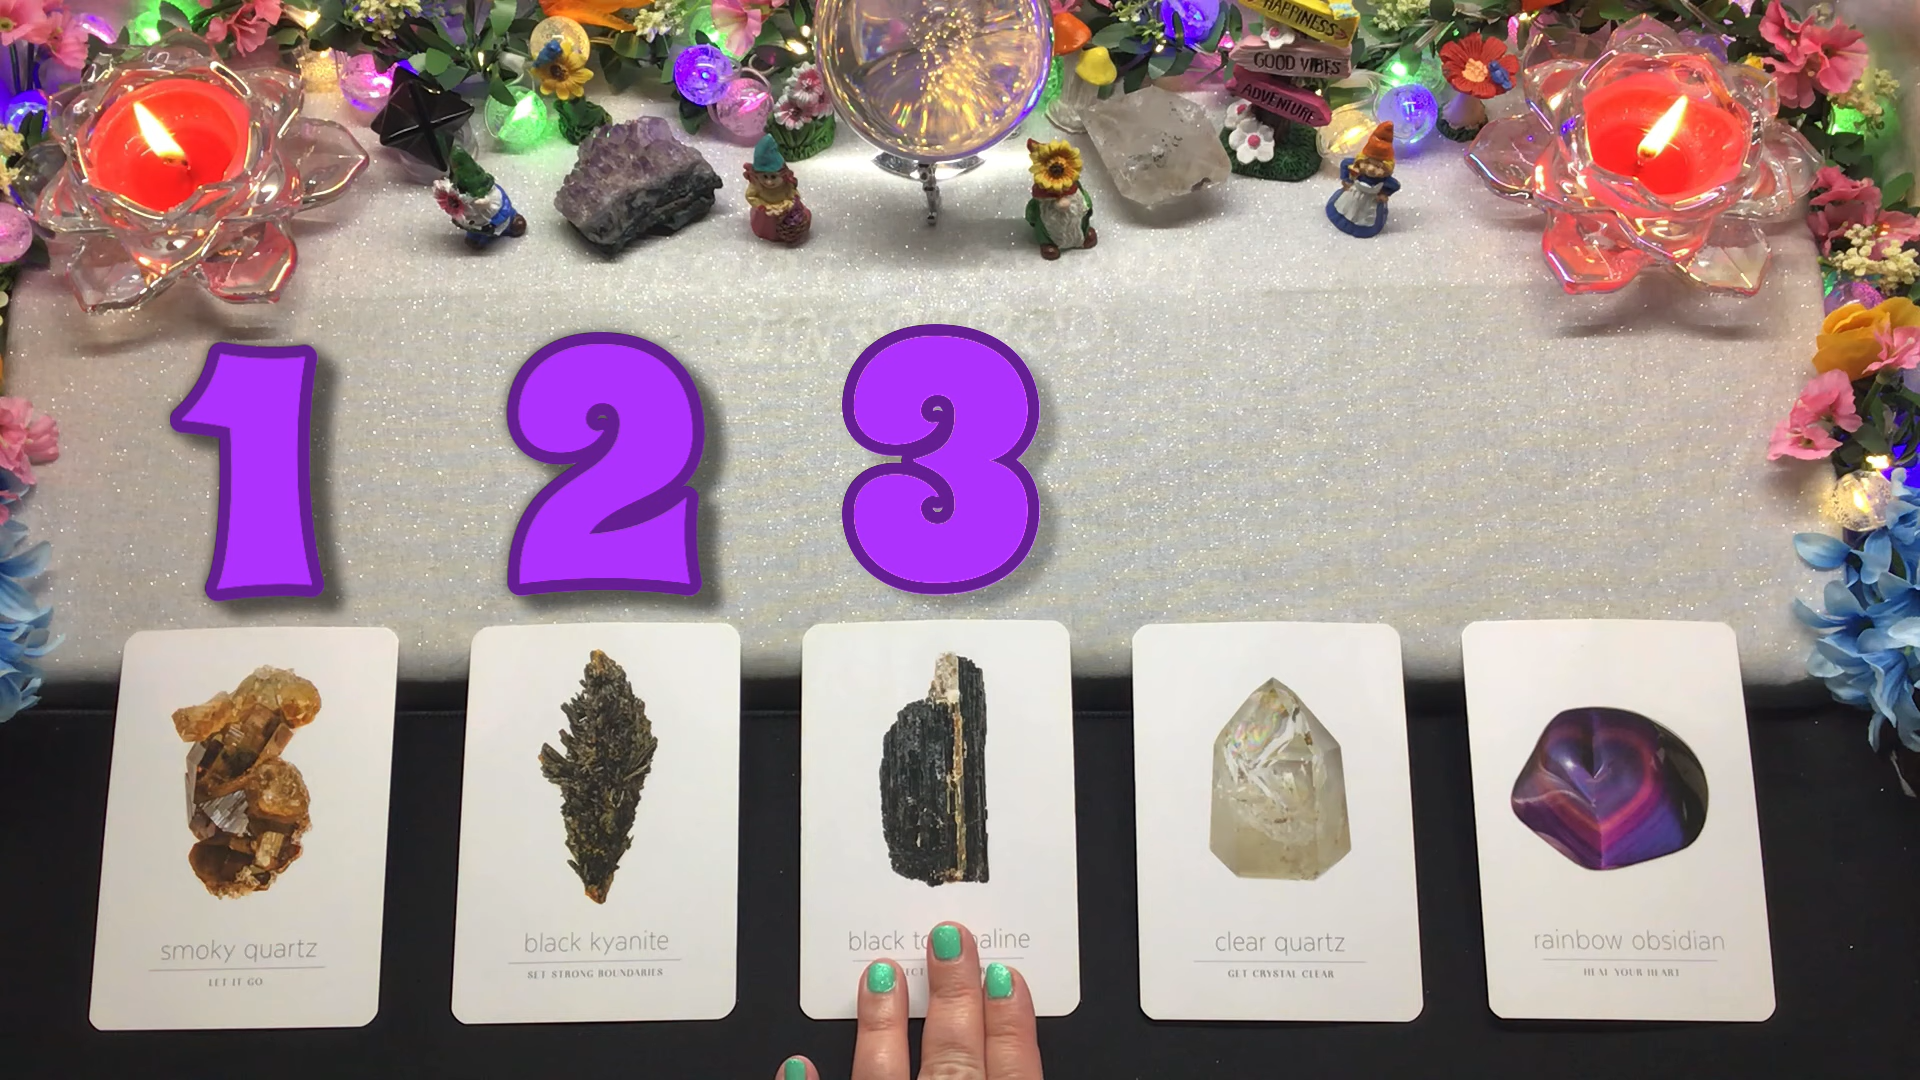 HAPPINESS
GOOD VIBES
ADVENTURE
1 2 3
smoky quartz
LET IT GO
black kyanite
SET STRONG BOUNDARIES
black
clear quartz
GET CRYSTAL CLEAR
rainbow obsidian
HEAL YOUR HEART